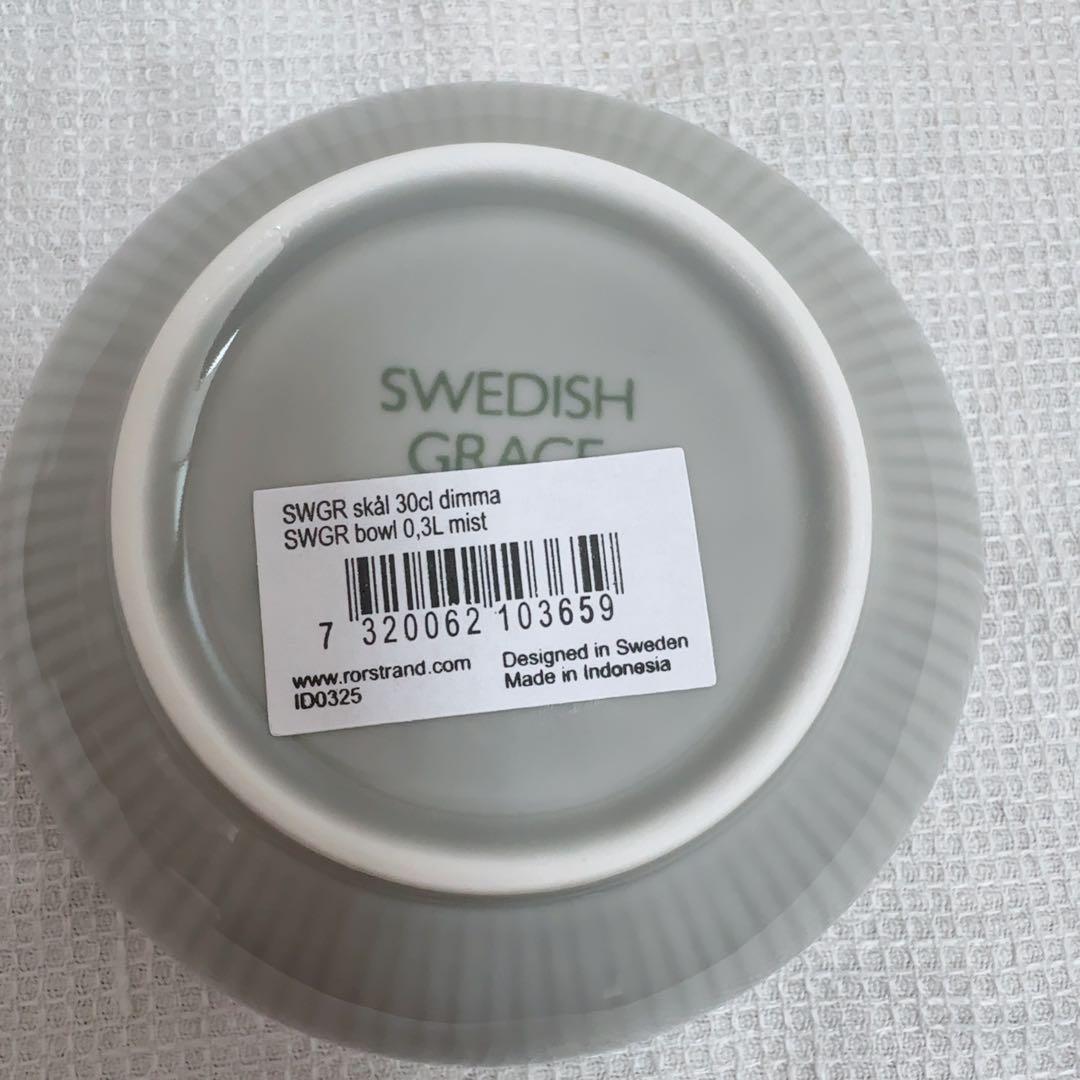 SWEDISH
GRACE
SWGR skål 30cl dimma
SWGR bowl 0,3L mist
7 320062 103659
www.rorstrand.com
ID0325
Designed in Sweden
Made in Indonesia